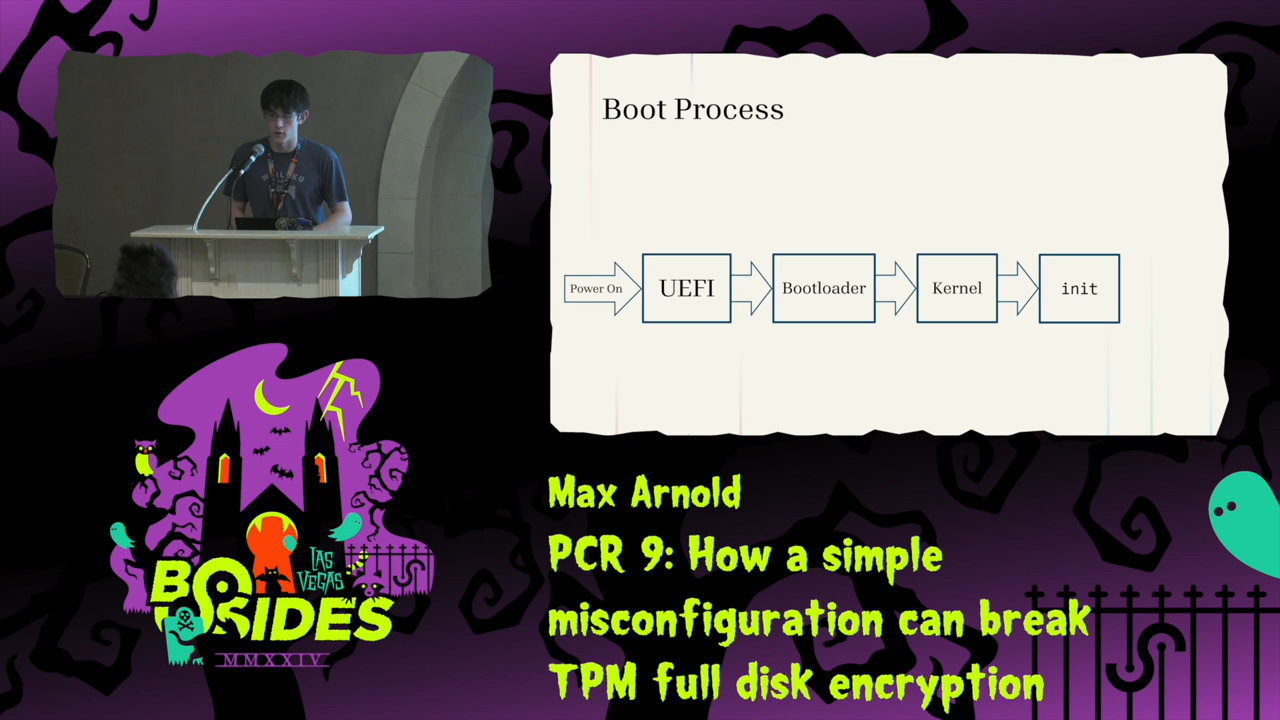 Boot Process
Power On
UEFI
Bootloader
Kernel
init
LAS
VEGAS
BSIDES
MMXXIV
Max Arnold
PCR 9: How a simple
misconfiguration can break
TPM full disk encryption